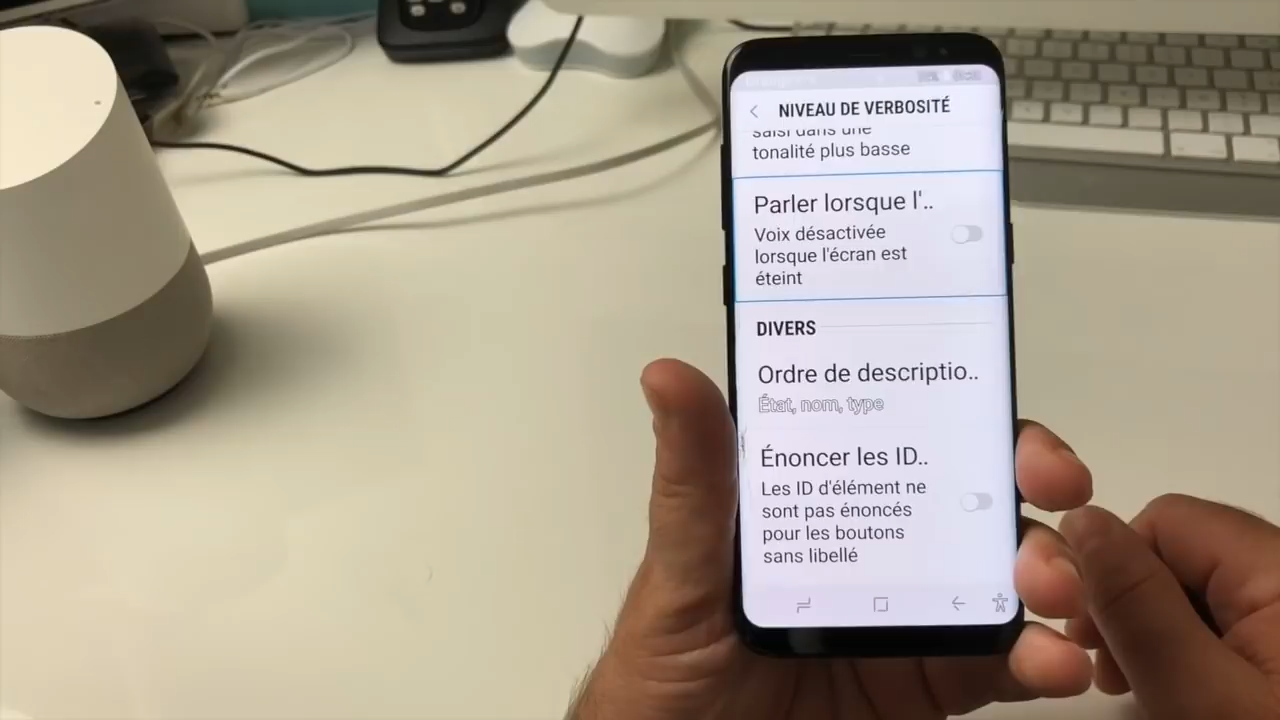 NIVEAU DE VERBOSITÉ
saisi dans une
tonalité plus basse
Parler lorsque l'..
Voix désactivée
lorsque l'écran est
éteint
DIVERS
Ordre de descriptio..
État, nom, type
Énoncer les ID..
Les ID d'élément ne
sont pas énoncés
pour les boutons
sans libellé